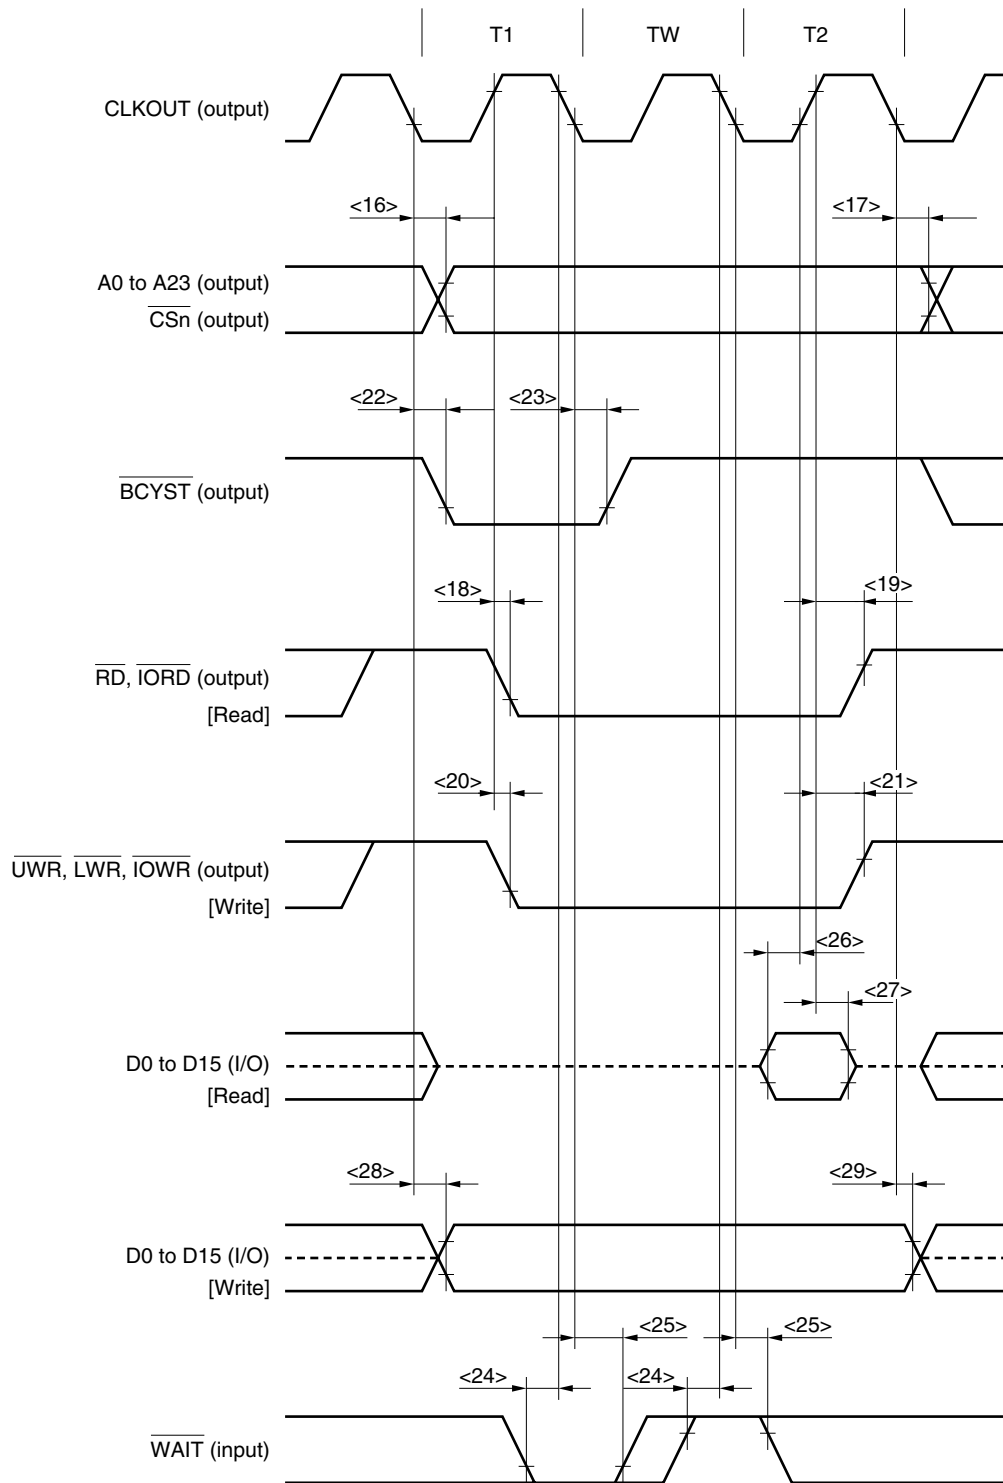 T1 TW T2
CLKOUT (output)
<16> <17>
A0 to A23 (output)
CSn (output)
<22> <23>
BCYST (output)
<18> <19>
RD, IORD (output)
[Read]
<20> <21>
UWR, LWR, IOWR (output)
[Write]
<26>
<27>
D0 to D15 (I/O)
[Read]
<28> <29>
D0 to D15 (I/O)
[Write]
<25> <25>
<24> <24>
WAIT (input)